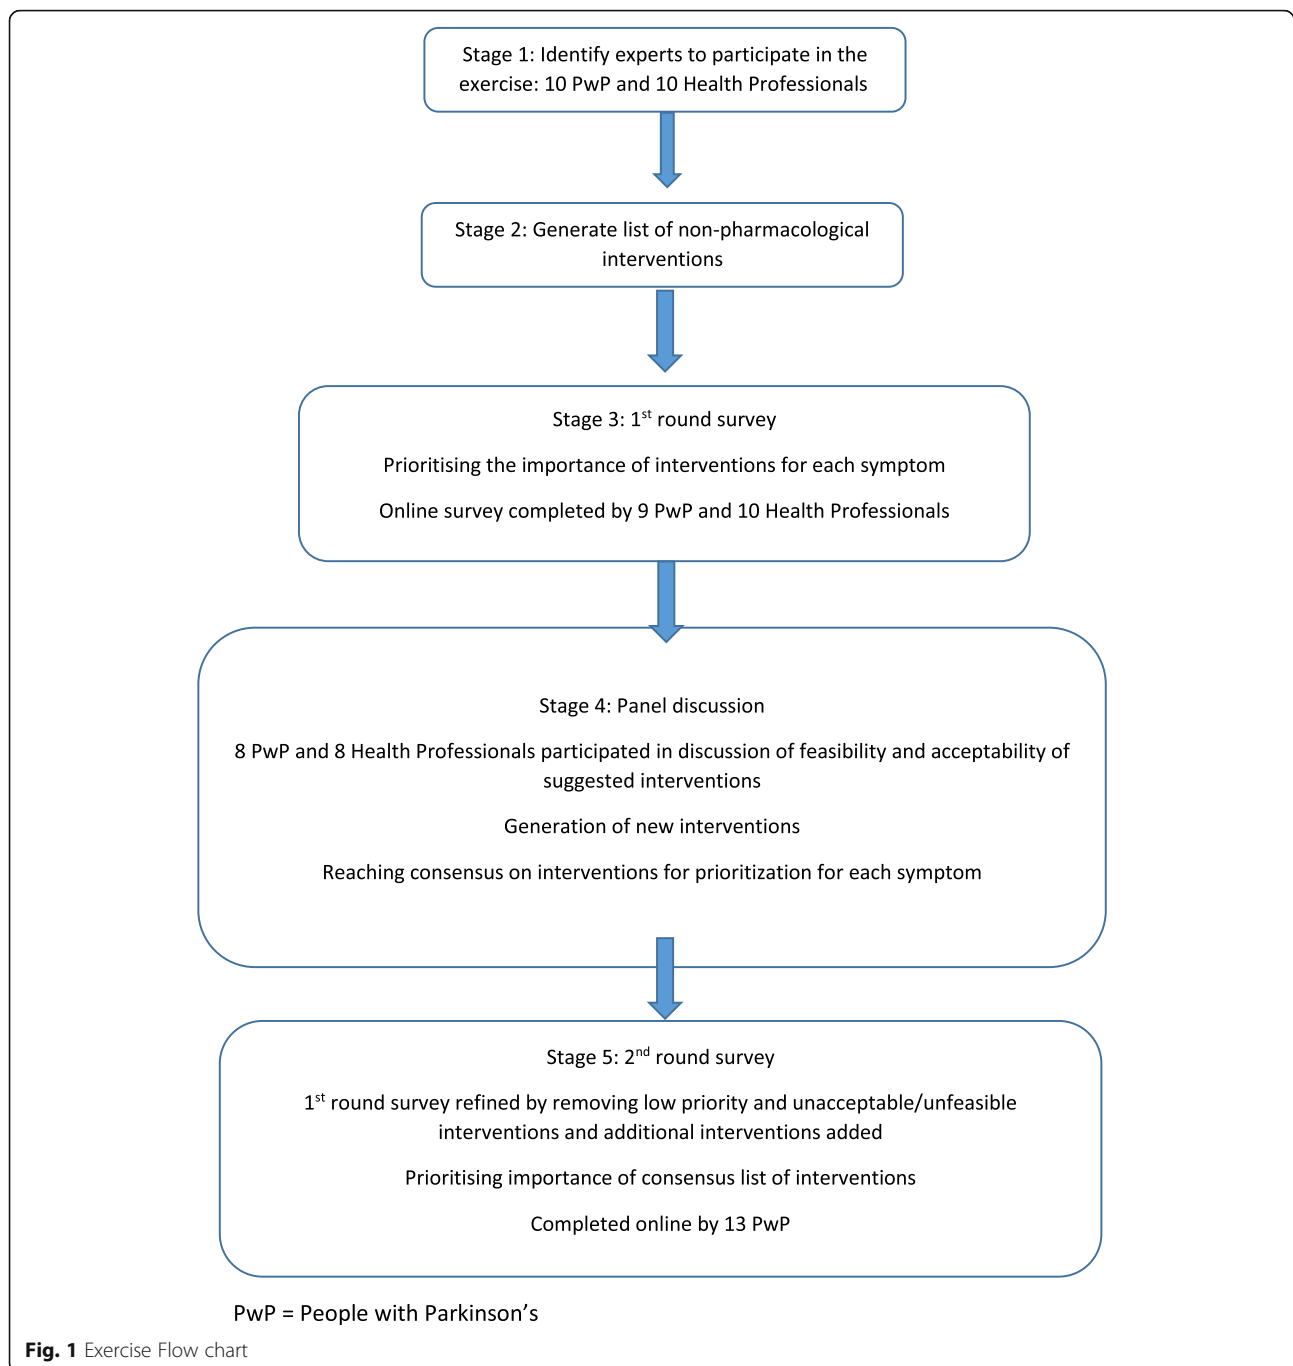 Stage 1: Identify experts to participate in the
exercise: 10 PwP and 10 Health Professionals
Stage 2: Generate list of non-pharmacological
interventions
Stage 3: 1st round survey
Prioritising the importance of interventions for each symptom
Online survey completed by 9 PwP and 10 Health Professionals
Stage 4: Panel discussion
8 PwP and 8 Health Professionals participated in discussion of feasibility and acceptability of
suggested interventions
Generation of new interventions
Reaching consensus on interventions for prioritization for each symptom
Stage 5: 2nd round survey
1st round survey refined by removing low priority and unacceptable/unfeasible
interventions and additional interventions added
Prioritising importance of consensus list of interventions
Completed online by 13 PwP
PwP = People with Parkinson’s
Fig. 1 Exercise Flow chart